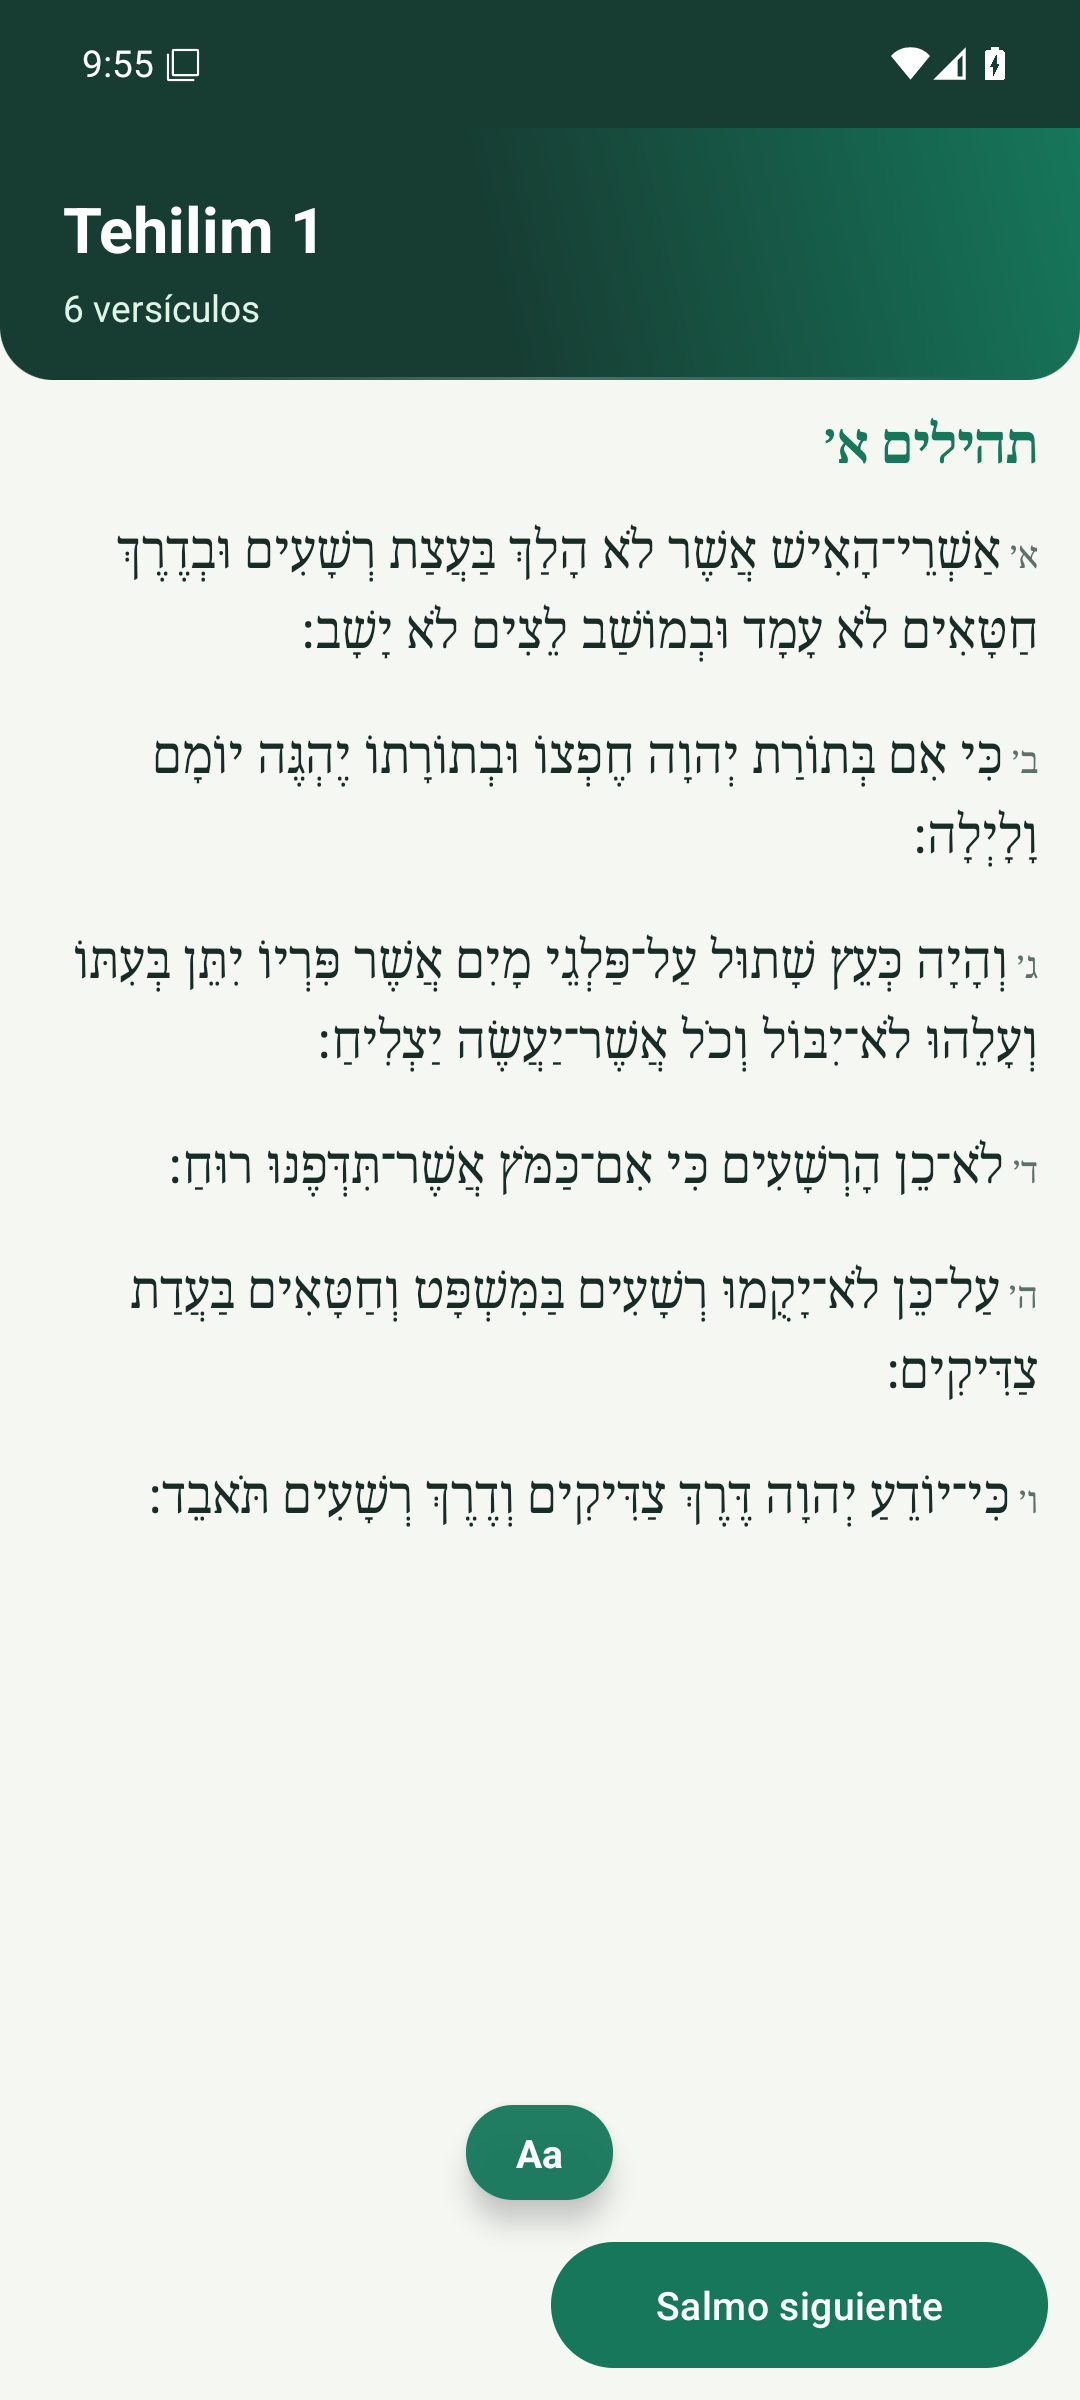 9:55
Tehilim 1
6 versículos
תהילים א’
א’ אַשְׁרֵי־הָאִישׁ אֲשֶׁר לֹא הָלַךְ בַּעֲצַת רְשָׁעִים וּבְדֶרֶךְ
חַטָּאִים לֹא עָמָד וּבְמוֹשַׁב לֵצִים לֹא יָשָׁב׃
ב’ כִּי אִם בְּתוֹרַת יְהוָה חֶפְצוֹ וּבְתוֹרָתוֹ יֶהְגֶּה יוֹמָם
וָלָיְלָה׃
ג’ וְהָיָה כְּעֵץ שָׁתוּל עַל־פַּלְגֵי מָיִם אֲשֶׁר פִּרְיוֹ יִתֵּן בְּעִתּוֹ
וְעָלֵהוּ לֹא־יִבּוֹל וְכֹל אֲשֶׁר־יַעֲשֶׂה יַצְלִיחַ׃
ד’ לֹא־כֵן הָרְשָׁעִים כִּי אִם־כַּמֹּץ אֲשֶׁר־תִּדְּפֶנּוּ רוּחַ׃
ה’ עַל־כֵּן לֹא־יָקֻמוּ רְשָׁעִים בַּמִּשְׁפָּט וְחַטָּאִים בַּעֲדַת
צַדִּיקִים׃
ו’ כִּי־יוֹדֵעַ יְהוָה דֶּרֶךְ צַדִּיקִים וְדֶרֶךְ רְשָׁעִים תֹּאבֵד׃
Aa
Salmo siguiente